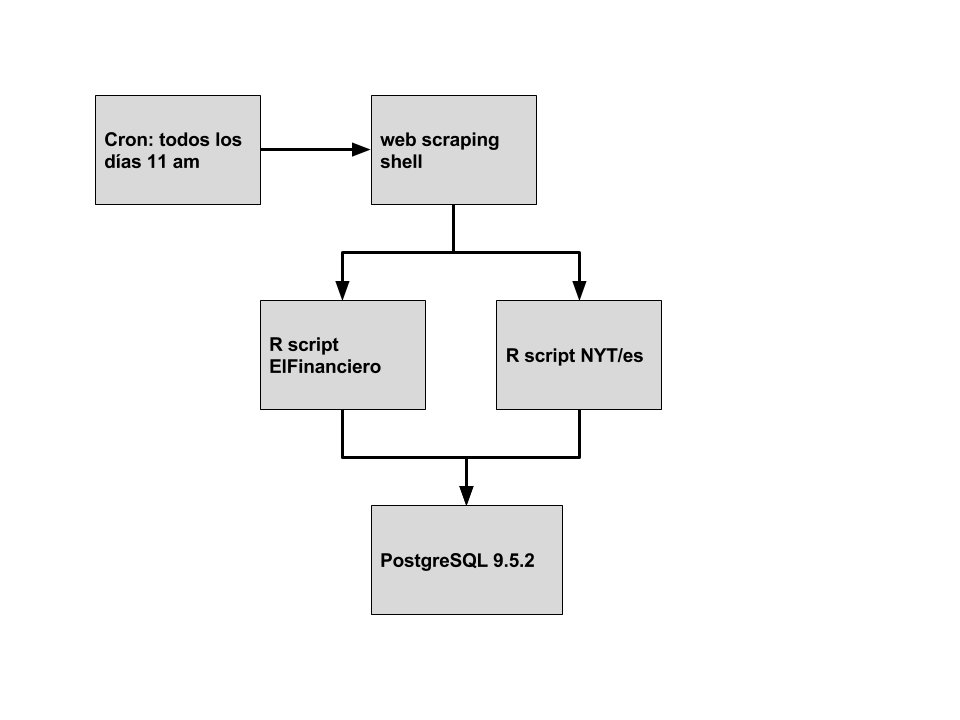 Cron: todos los
días 11 am
web scraping
shell
R script
ElFinanciero
R script NYT/es
PostgreSQL 9.5.2